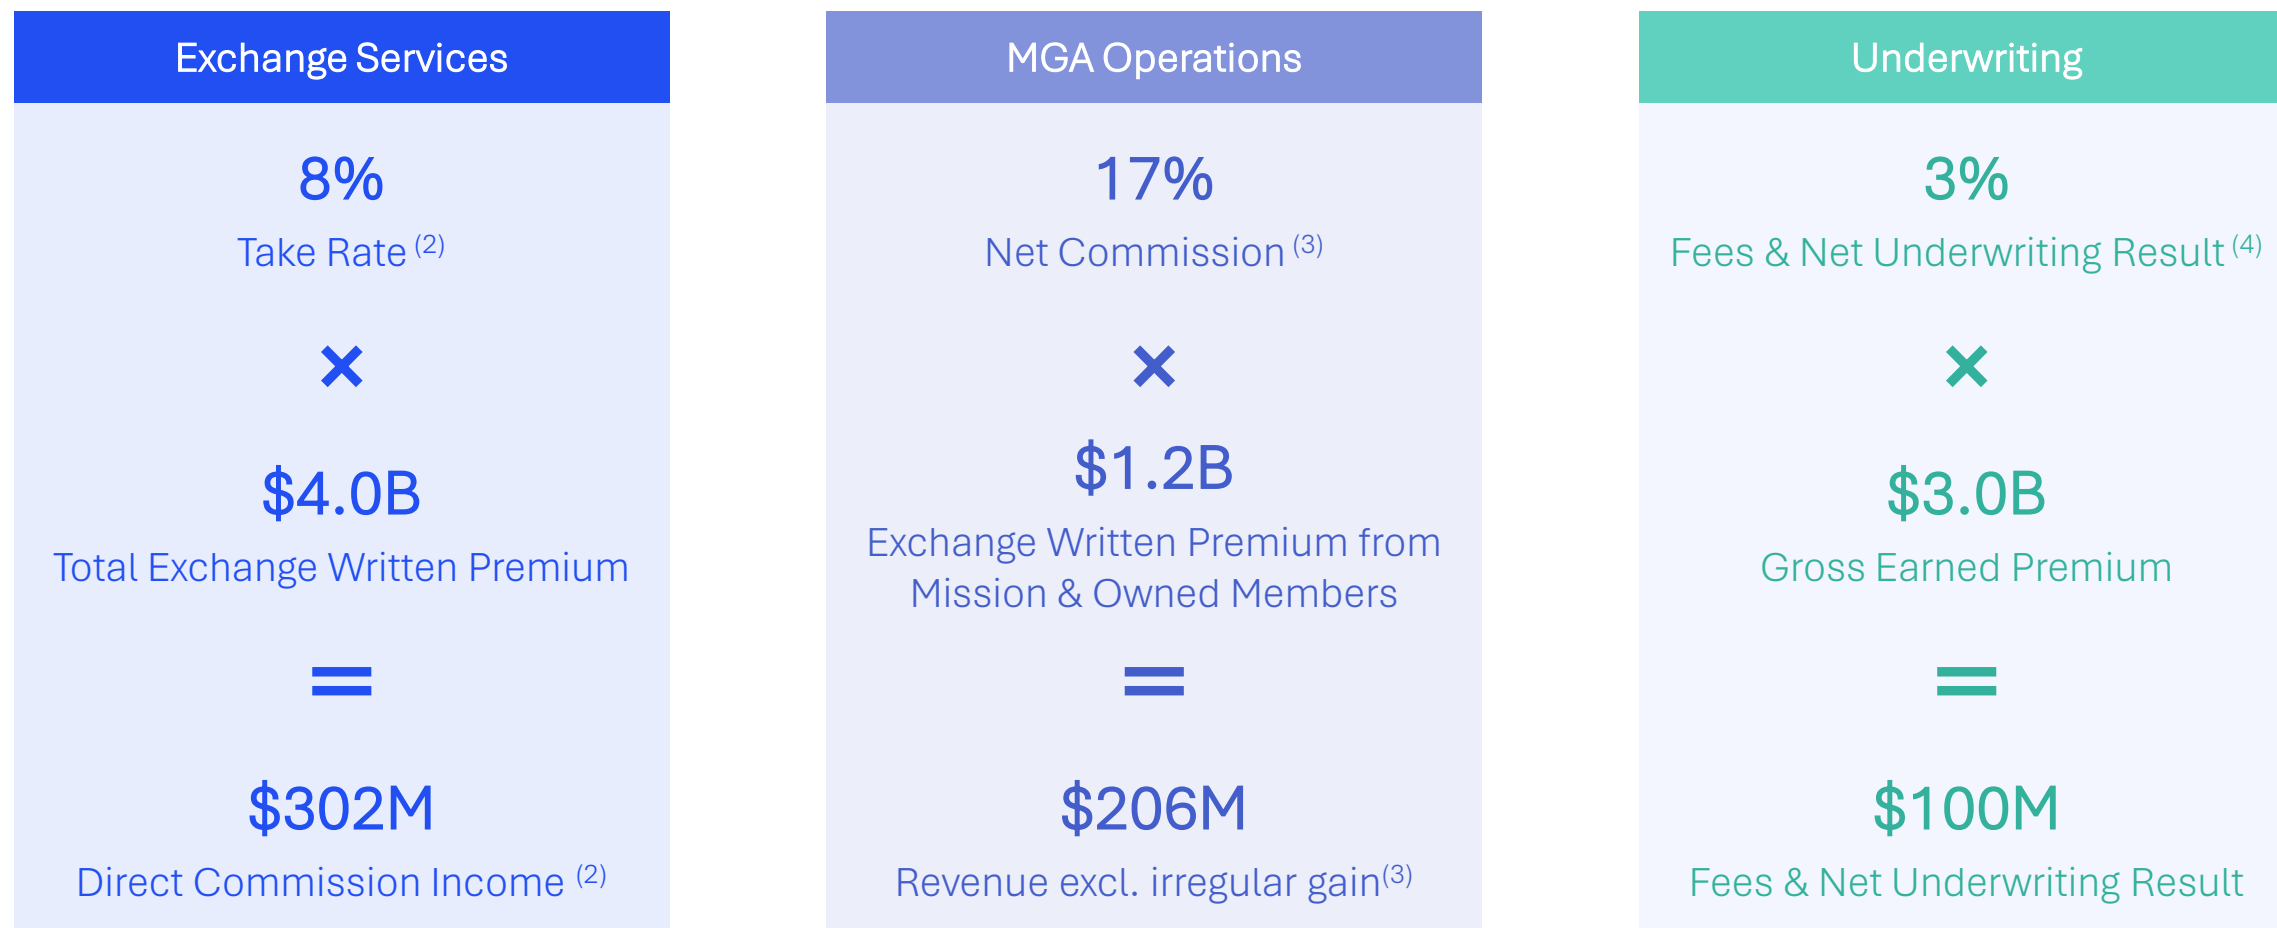 Exchange Services
8%
Take Rate (2)
×
$4.0B
Total Exchange Written Premium
=
$302M
Direct Commission Income (2)
MGA Operations
17%
Net Commission (3)
×
$1.2B
Exchange Written Premium from
Mission & Owned Members
=
$206M
Revenue excl. irregular gain(3)
Underwriting
3%
Fees & Net Underwriting Result (4)
×
$3.0B
Gross Earned Premium
=
$100M
Fees & Net Underwriting Result